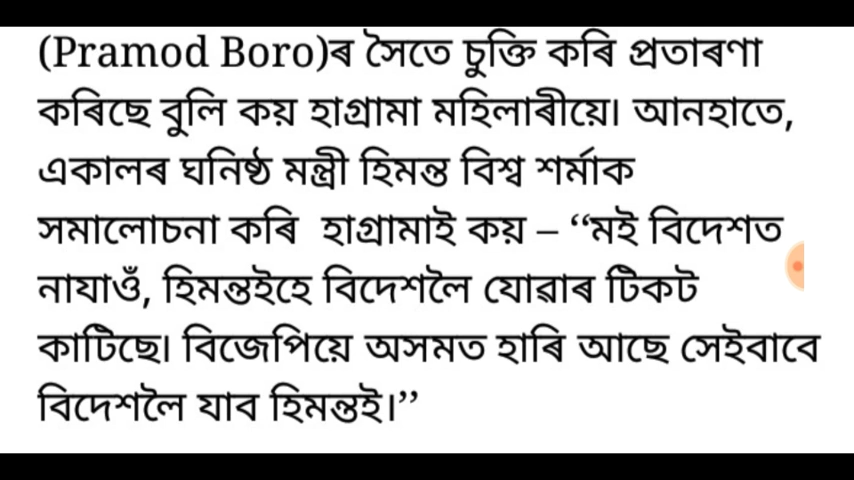 (Pramod Boro)ৰ সৈতে চুক্তি কৰি প্ৰতাৰণা
কৰিছে বুলি কয় হাগ্ৰামা মহিলাৰীয়ে। আনহাতে,
একালৰ ঘনিষ্ঠ মন্ত্ৰী হিমন্ত বিশ্ব শৰ্মাক
সমালোচনা কৰি  হাগ্ৰামাই কয় – ‘‘মই বিদেশত
নাযাওঁ, হিমন্তইহে বিদেশলৈ যোৱাৰ টিকট
কাটিছে। বিজেপিয়ে অসমত হাৰি আছে সেইবাবে
বিদেশলৈ যাব হিমন্তই।’’